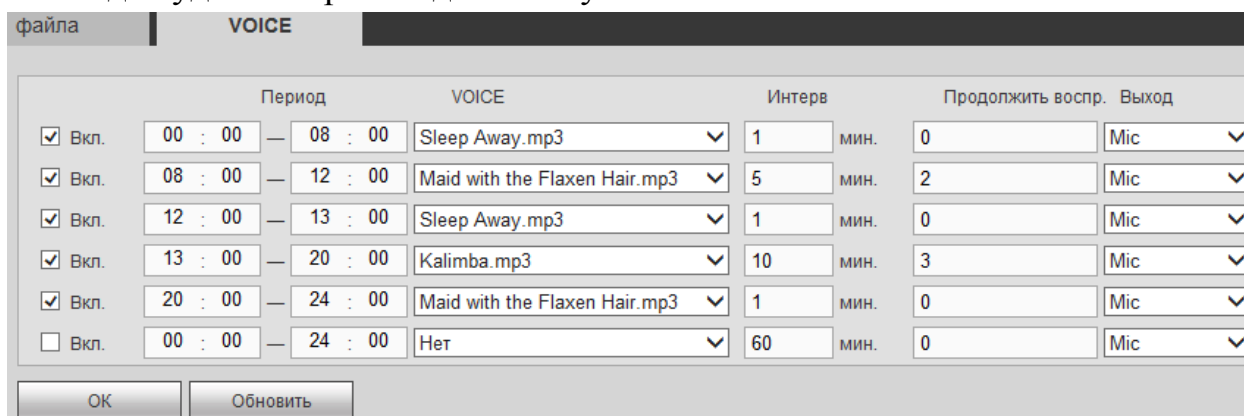 файла VOICE
Период VOICE Интерв Продолжить воспр. Выход
Вкл. 00 : 00 — 08 : 00 Sleep Away.mp3 1 мин. 0 Mic
Вкл. 08 : 00 — 12 : 00 Maid with the Flaxen Hair.mp3 5 мин. 2 Mic
Вкл. 12 : 00 — 13 : 00 Sleep Away.mp3 1 мин. 0 Mic
Вкл. 13 : 00 — 20 : 00 Kalimba.mp3 10 мин. 3 Mic
Вкл. 20 : 00 — 24 : 00 Maid with the Flaxen Hair.mp3 1 мин. 0 Mic
Вкл. 00 : 00 — 24 : 00 Нет 60 мин. 0 Mic
ОК Обновить